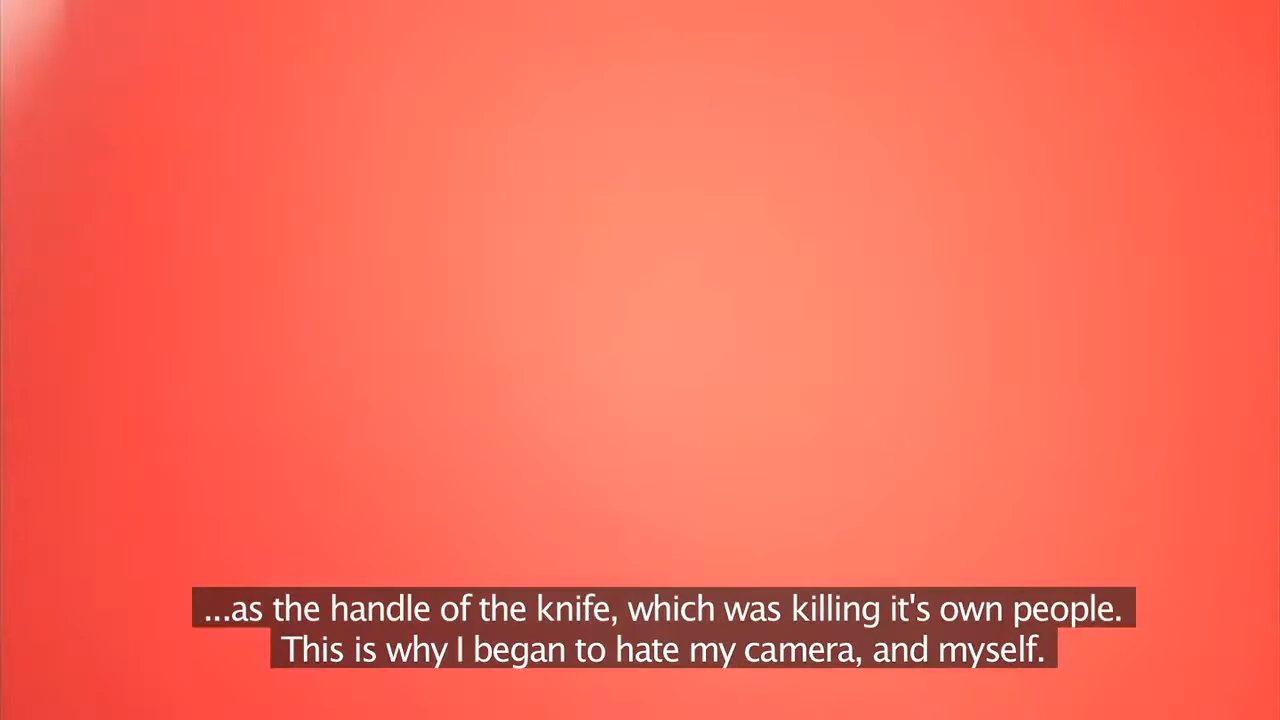 ...as the handle of the knife, which was killing it's own people.
This is why I began to hate my camera, and myself.